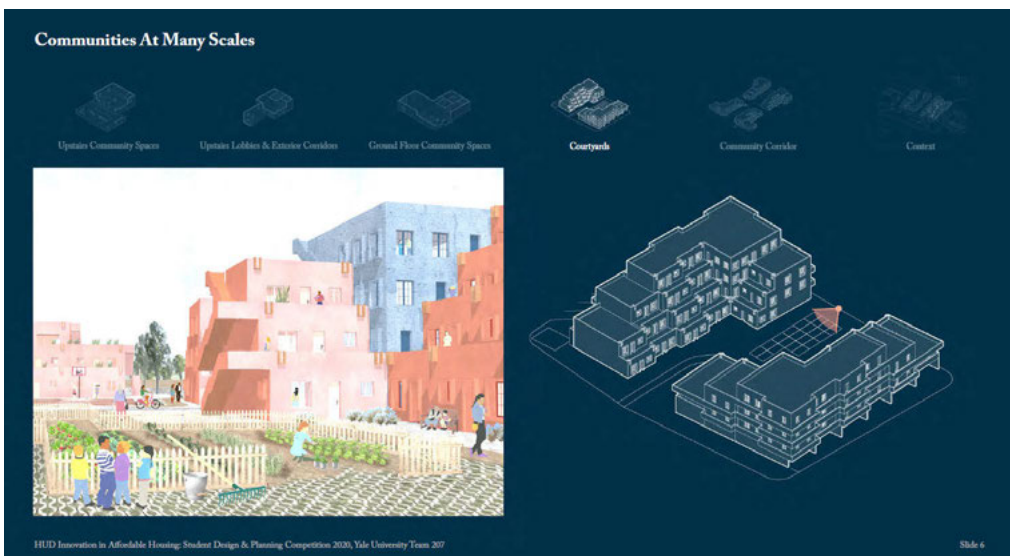 Communities At Many Scales
Upstairs Community Spaces
Upstairs Lobbies & Exterior Corridors
Ground Floor Community Spaces
Courtyards
Community Corridor
Context
HUD Innovation in Affordable Housing: Student Design & Planning Competition 2020, Yale University Team 207
Slide 6